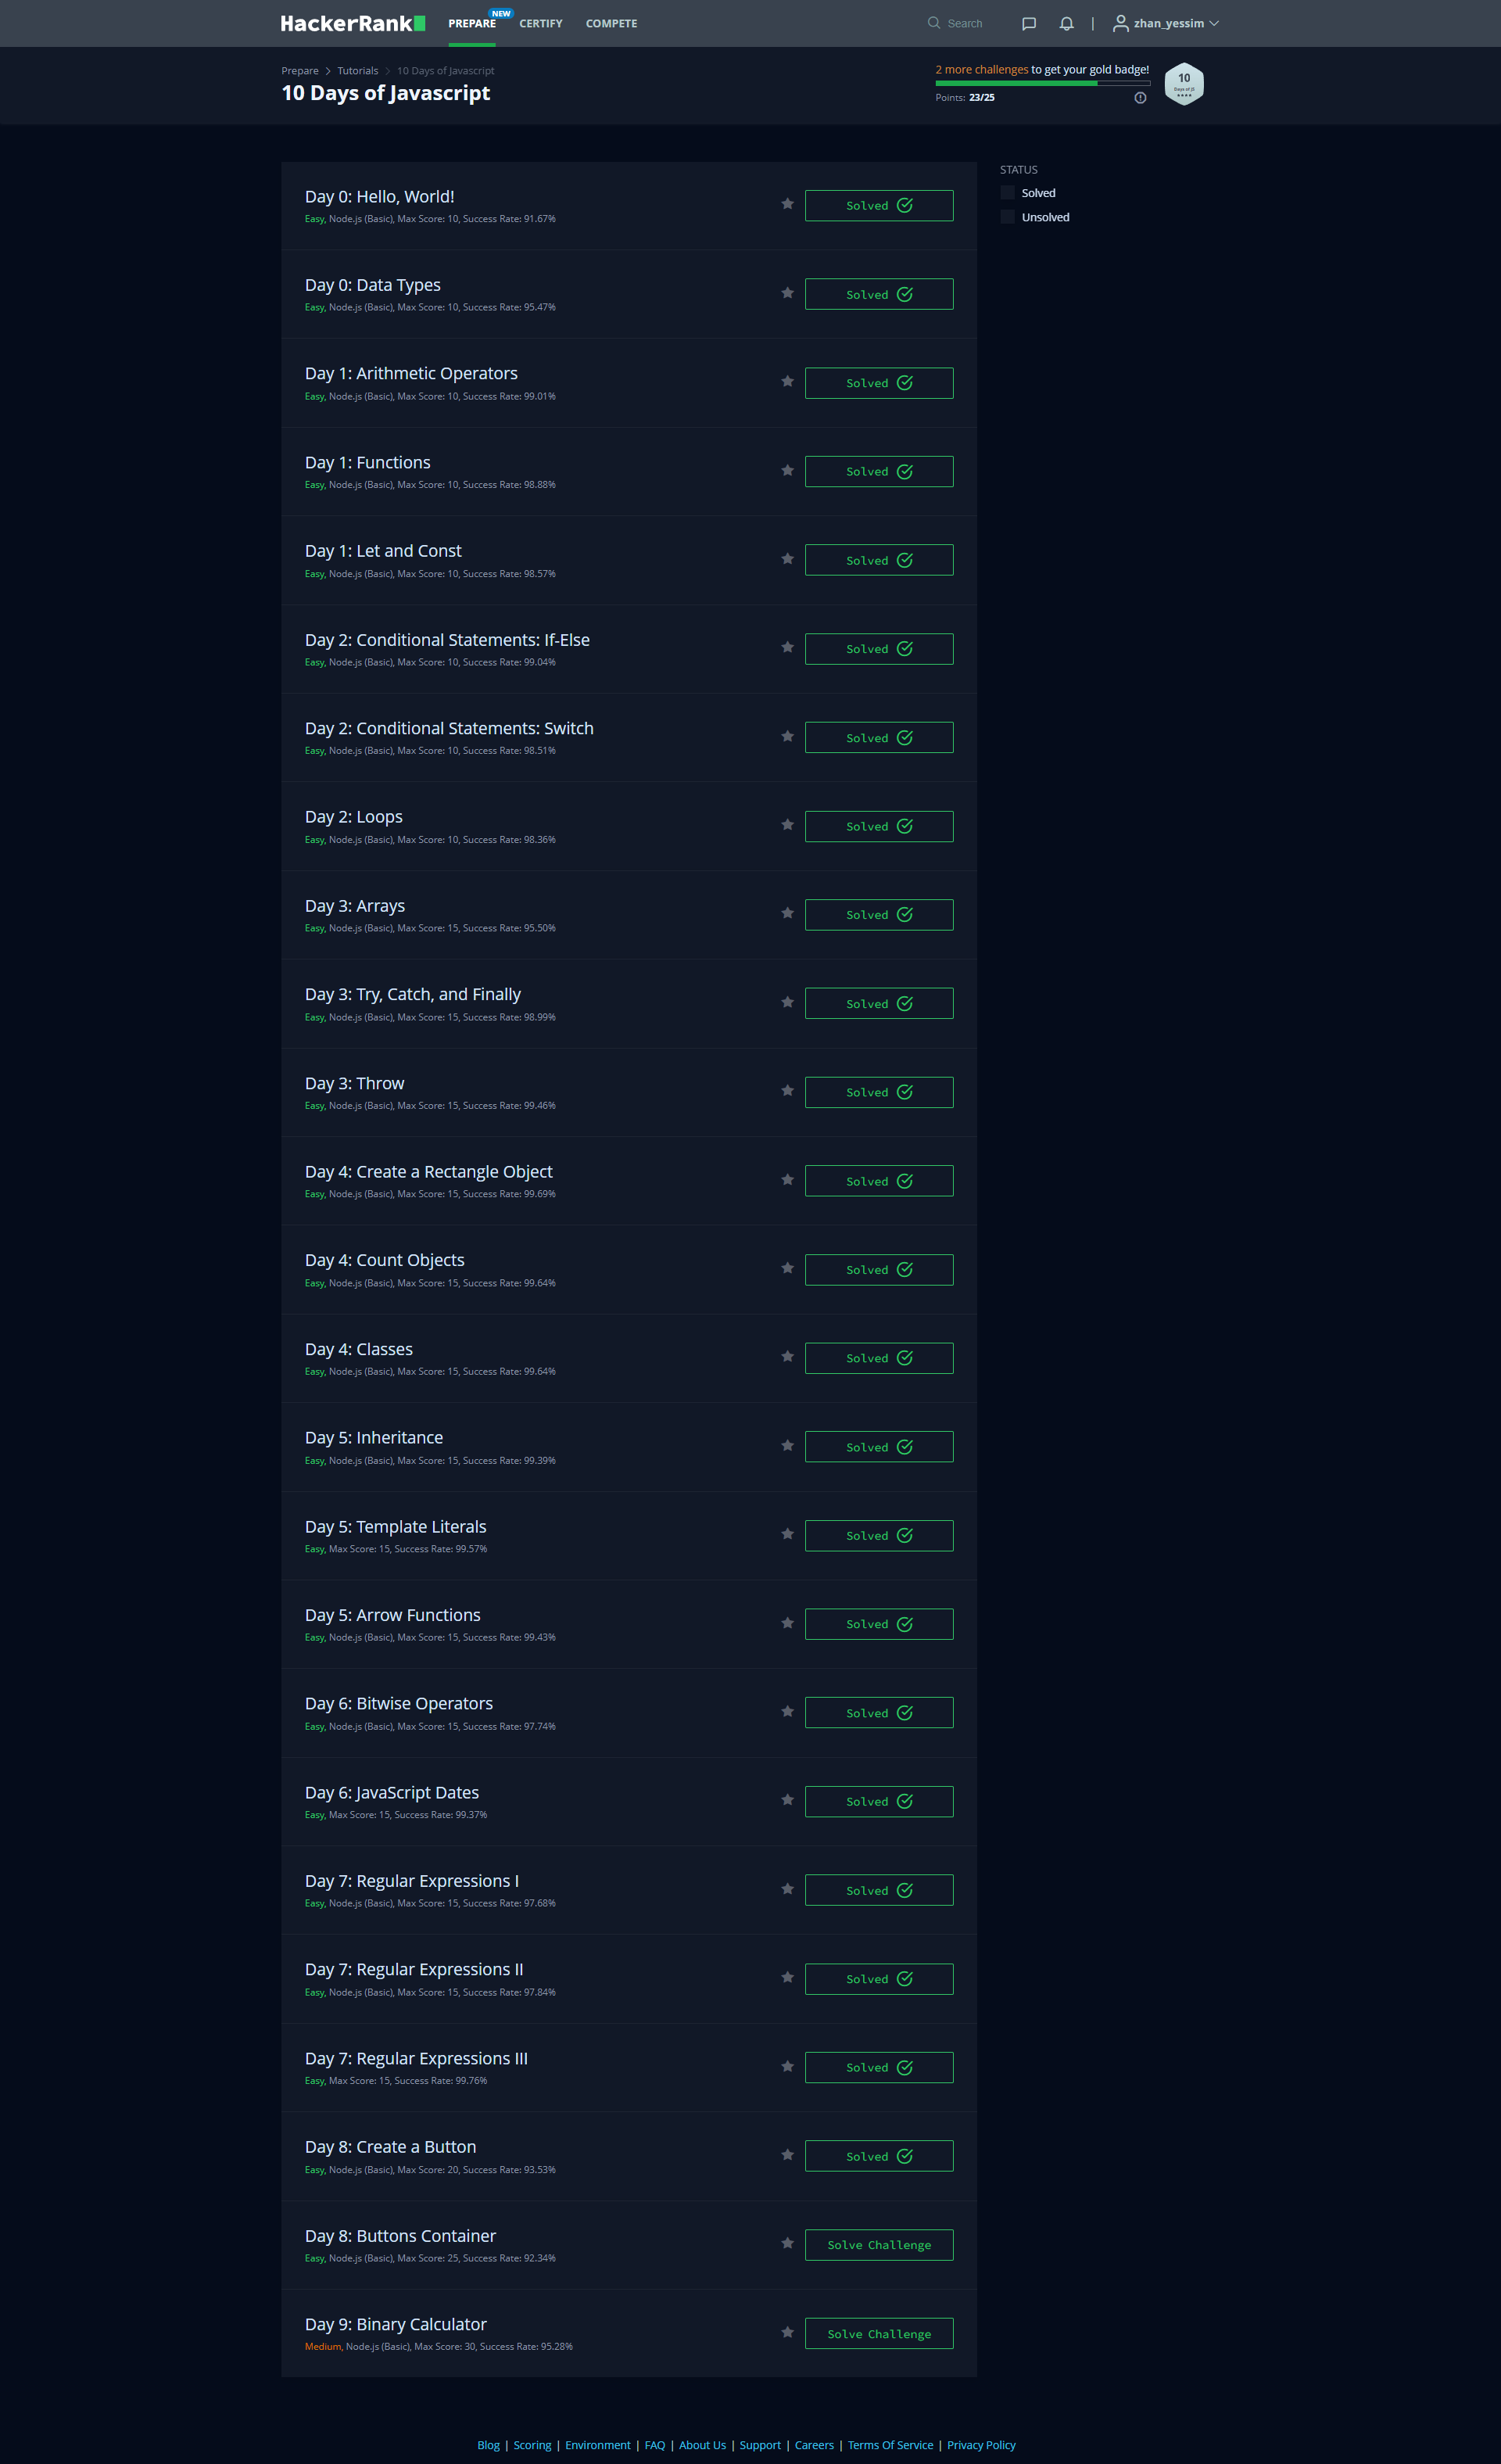 HackerRank
PREPARE NEW CERTIFY COMPETE
Search
| zhan_yessim
Prepare > Tutorials > 10 Days of Javascript
10 Days of Javascript
2 more challenges to get your gold badge!
Points: 23/25
10
Days of JS
STATUS
Solved
Unsolved
Day 0: Hello, World!
Easy, Node.js (Basic), Max Score: 10, Success Rate: 91.67%
Solved
Day 0: Data Types
Easy, Node.js (Basic), Max Score: 10, Success Rate: 95.47%
Solved
Day 1: Arithmetic Operators
Easy, Node.js (Basic), Max Score: 10, Success Rate: 99.01%
Solved
Day 1: Functions
Easy, Node.js (Basic), Max Score: 10, Success Rate: 98.88%
Solved
Day 1: Let and Const
Easy, Node.js (Basic), Max Score: 10, Success Rate: 98.57%
Solved
Day 2: Conditional Statements: If-Else
Easy, Node.js (Basic), Max Score: 10, Success Rate: 99.04%
Solved
Day 2: Conditional Statements: Switch
Easy, Node.js (Basic), Max Score: 10, Success Rate: 98.51%
Solved
Day 2: Loops
Easy, Node.js (Basic), Max Score: 10, Success Rate: 98.36%
Solved
Day 3: Arrays
Easy, Node.js (Basic), Max Score: 15, Success Rate: 95.50%
Solved
Day 3: Try, Catch, and Finally
Easy, Node.js (Basic), Max Score: 15, Success Rate: 98.99%
Solved
Day 3: Throw
Easy, Node.js (Basic), Max Score: 15, Success Rate: 99.46%
Solved
Day 4: Create a Rectangle Object
Easy, Node.js (Basic), Max Score: 15, Success Rate: 99.69%
Solved
Day 4: Count Objects
Easy, Node.js (Basic), Max Score: 15, Success Rate: 99.64%
Solved
Day 4: Classes
Easy, Node.js (Basic), Max Score: 15, Success Rate: 99.64%
Solved
Day 5: Inheritance
Easy, Node.js (Basic), Max Score: 15, Success Rate: 99.39%
Solved
Day 5: Template Literals
Easy, Max Score: 15, Success Rate: 99.57%
Solved
Day 5: Arrow Functions
Easy, Node.js (Basic), Max Score: 15, Success Rate: 99.43%
Solved
Day 6: Bitwise Operators
Easy, Node.js (Basic), Max Score: 15, Success Rate: 97.74%
Solved
Day 6: JavaScript Dates
Easy, Max Score: 15, Success Rate: 99.37%
Solved
Day 7: Regular Expressions I
Easy, Node.js (Basic), Max Score: 15, Success Rate: 97.68%
Solved
Day 7: Regular Expressions II
Easy, Node.js (Basic), Max Score: 15, Success Rate: 97.84%
Solved
Day 7: Regular Expressions III
Easy, Max Score: 15, Success Rate: 99.76%
Solved
Day 8: Create a Button
Easy, Node.js (Basic), Max Score: 20, Success Rate: 93.53%
Solved
Day 8: Buttons Container
Easy, Node.js (Basic), Max Score: 25, Success Rate: 92.34%
Solve Challenge
Day 9: Binary Calculator
Medium, Node.js (Basic), Max Score: 30, Success Rate: 95.28%
Solve Challenge
Blog | Scoring | Environment | FAQ | About Us | Support | Careers | Terms Of Service | Privacy Policy